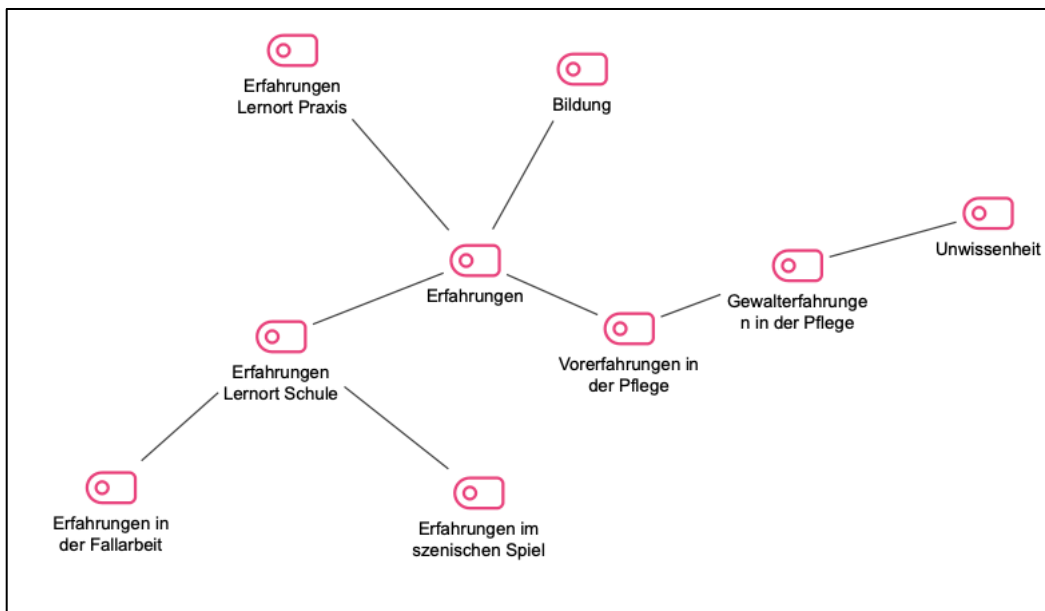 Erfahrungen
Lernort Praxis
Bildung
Unwissenheit
Erfahrungen
Gewalterfahrunge
n in der Pflege
Vorerfahrungen in
der Pflege
Erfahrungen
Lernort Schule
Erfahrungen in
der Fallarbeit
Erfahrungen im
szenischen Spiel